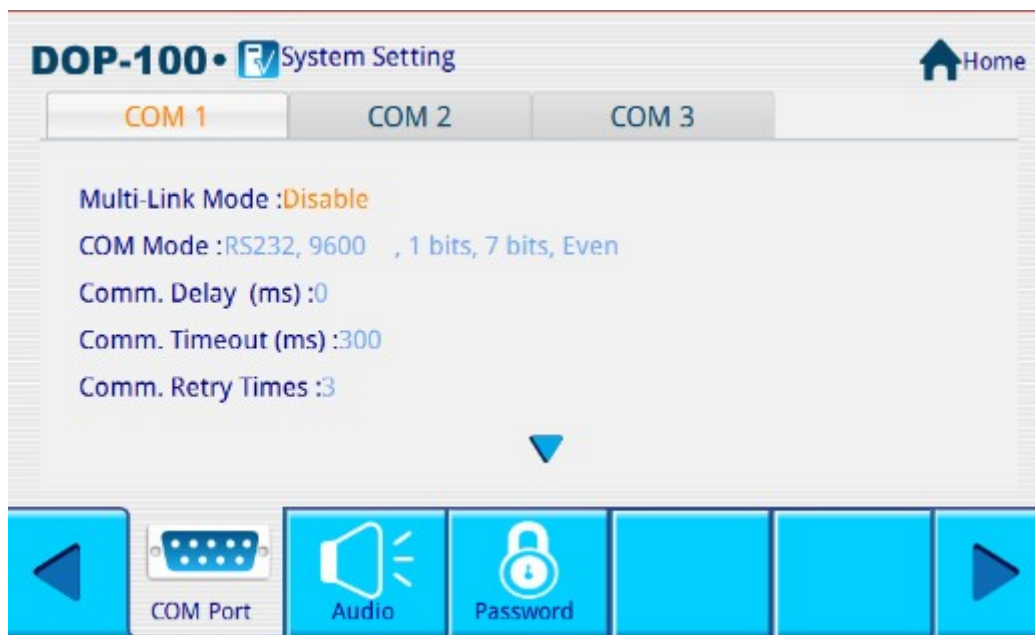 DOP-100• System Setting Home
COM 1 COM 2 COM 3
Multi-Link Mode :Disable
COM Mode :RS232, 9600 , 1 bits, 7 bits, Even
Comm. Delay (ms) :0
Comm. Timeout (ms) :300
Comm. Retry Times :3
COM Port Audio Password